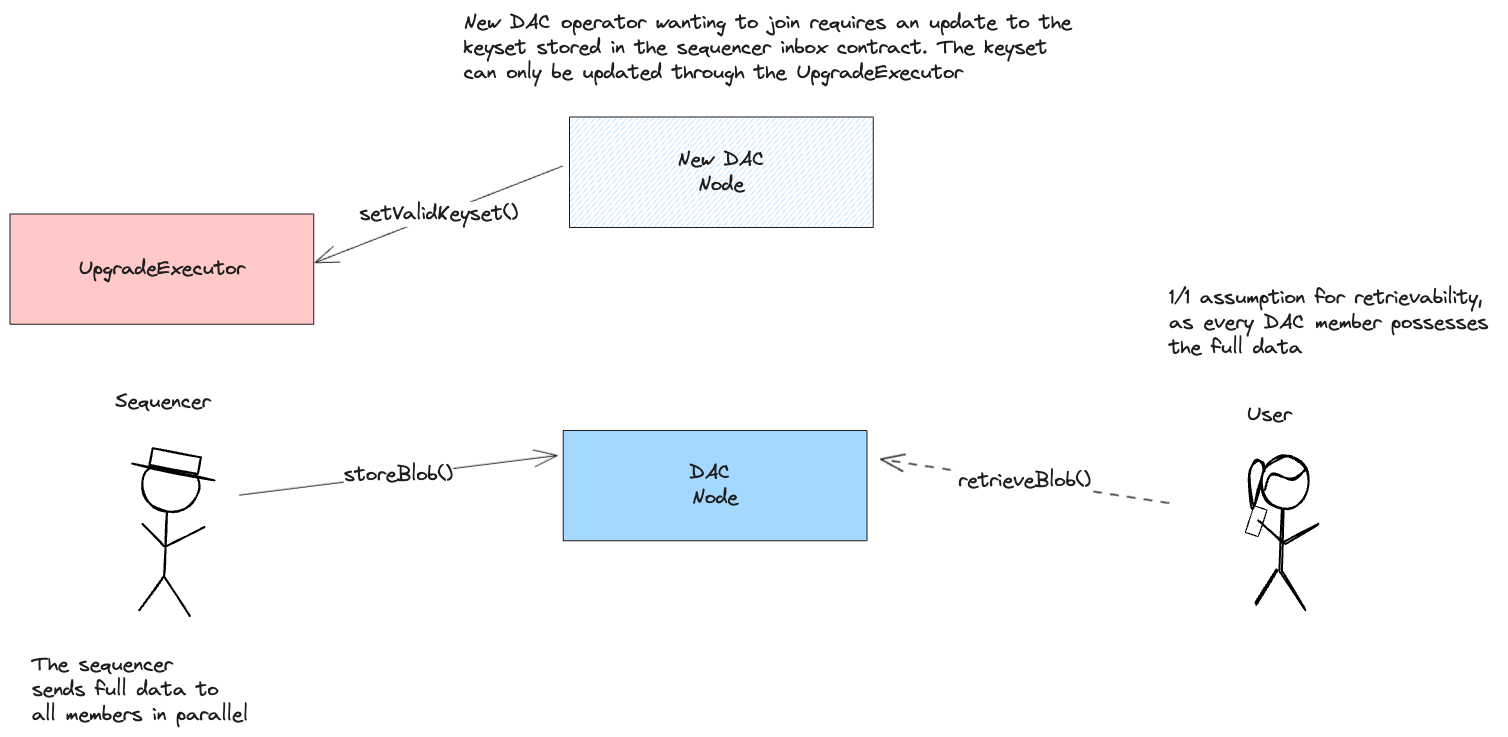 New DAC operator wanting to join requires an update to the
keyset stored in the sequencer inbox contract. The keyset
can only be updated through the UpgradeExecutor
New DAC
Node
setValidKeyset()
UpgradeExecutor
1/1 assumption for retrievability,
as every DAC member possesses
the full data
Sequencer
User
storeBlob()
DAC
Node
retrieveBlob()
The sequencer
sends full data to
all members in parallel